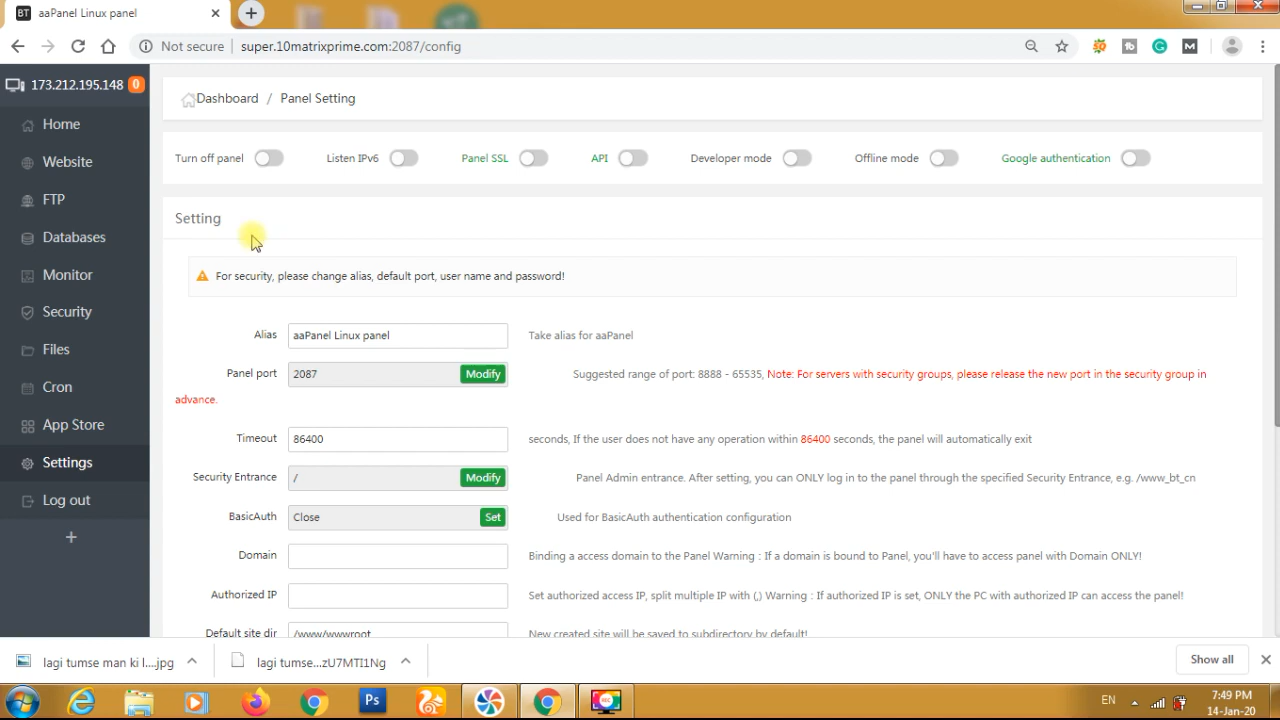 BT aaPanel Linux panel
Not secure super.10matrixprime.com:2087/config
173.212.195.148 0
Home
Website
FTP
Databases
Monitor
Security
Files
Cron
App Store
Settings
Log out
Dashboard / Panel Setting
Turn off panel Listen IPv6 Panel SSL API Developer mode Offline mode Google authentication
Setting
For security, please change alias, default port, user name and password!
Alias aaPanel Linux panel Take alias for aaPanel
Panel port 2087 Modify Suggested range of port: 8888 - 65535, Note: For servers with security groups, please release the new port in the security group in
advance.
Timeout 86400 seconds, If the user does not have any operation within 86400 seconds, the panel will automatically exit
Security Entrance / Modify Panel Admin entrance. After setting, you can ONLY log in to the panel through the specified Security Entrance, e.g. /www_bt_cn
BasicAuth Close Set Used for BasicAuth authentication configuration
Domain Binding a access domain to the Panel Warning : If a domain is bound to Panel, you'll have to access panel with Domain ONLY!
Authorized IP Set authorized access IP, split multiple IP with (,) Warning : If authorized IP is set, ONLY the PC with authorized IP can access the panel!
Default site dir /www/wwwroot New created site will be saved to subdirectory by default!
lagi tumse man ki l....jpg lagi tumse...zU7MTI1Ng Show all
Ps EN 7:49 PM
14-Jan-20